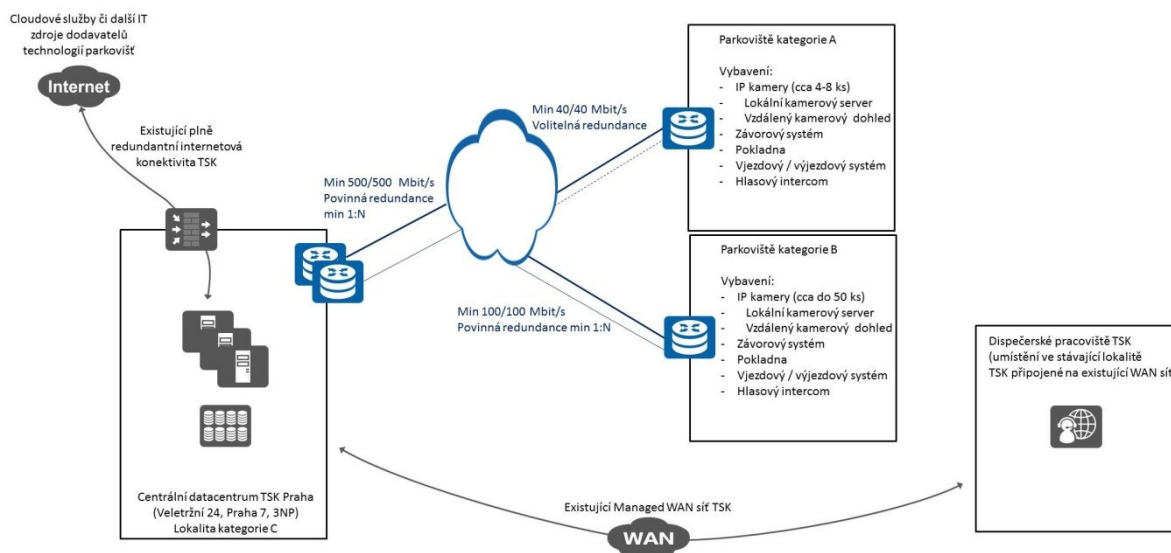 Cloudové služby či další IT
zdroje dodavatelů
technologií parkovišť
Internet
Existující plně
redundantní internetová
konektivita TSK
Min 500/500 Mbit/s
Povinná redundance
min 1:N
Min 40/40 Mbit/s
Volitelná redundance
Min 100/100 Mbit/s
Povinná redundance min 1:N
Parkoviště kategorie A
Vybavení:
- IP kamery (cca 4-8 ks)
- Lokální kamerový server
- Vzdálený kamerový dohled
- Závorový systém
- Pokladna
- Vjezdový / výjezdový systém
- Hlasový intercom
Parkoviště kategorie B
Vybavení:
- IP kamery (cca do 50 ks)
- Lokální kamerový server
- Vzdálený kamerový dohled
- Závorový systém
- Pokladna
- Vjezdový / výjezdový systém
- Hlasový intercom
Dispečerské pracoviště TSK
(umístění ve stávající lokalitě
TSK připojené na existující WAN síť
Centrální datacentrum TSK Praha
(Veletržní 24, Praha 7, 3NP)
Lokalita kategorie C
Existující Managed WAN síť TSK
WAN